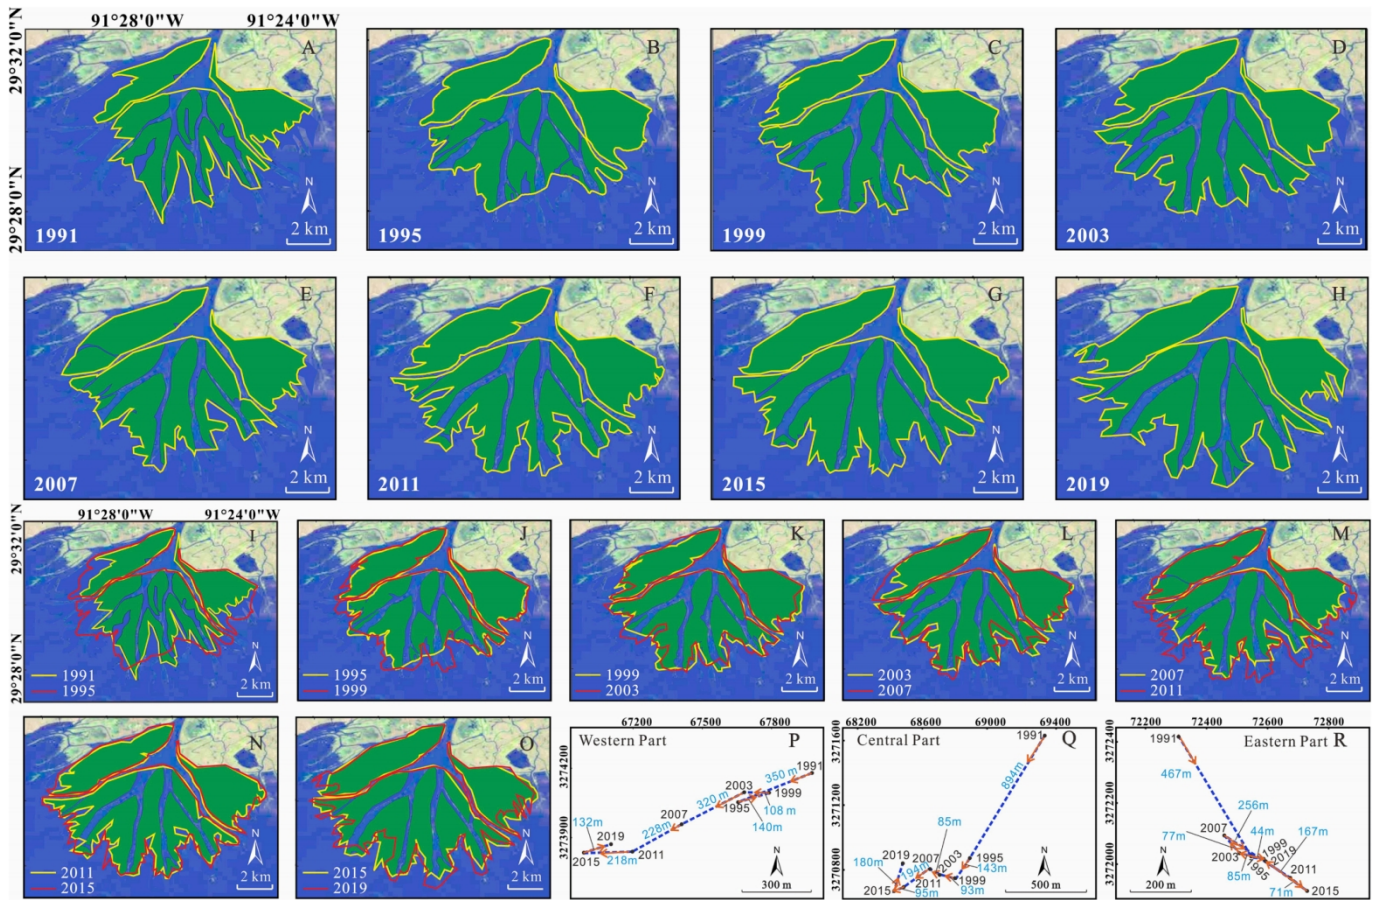 91°28'0"W 91°24'0"W
29°32'0"N
29°28'0"N
A
N
1991
2 km
B
N
1995
2 km
C
N
1999
2 km
D
N
2003
2 km
E
N
2007
2 km
F
N
2011
2 km
G
N
2015
2 km
H
N
2019
2 km
91°28'0"W 91°24'0"W
29°32'0"N
29°28'0"N
I
N
1991
1995
2 km
J
N
1995
1999
2 km
K
N
1999
2003
2 km
L
N
2003
2007
2 km
M
N
2007
2011
2 km
N
N
2011
2015
2 km
O
N
2015
2019
2 km
67200 67500 67800
3274200
3273900
Western Part P
1991
350 m
2003
1999
320 m
1995
108 m
2007
140m
228m
132m
2019
2015
2011
218m
N
300 m
68200 68600 69000 69400
3271600
3271200
3270800
Central Part Q
1991
894m
85m
1995
2019
2007
2003
143m
180m
194m
1999
2011
93m
2015
95m
N
500 m
72200 72400 72600 72800
3272400
3272200
3272000
1991
Eastern Part R
467m
256m
2007
77m
44m
167m
1999
2003
2019
1995
85m
2011
71m
2015
N
200 m